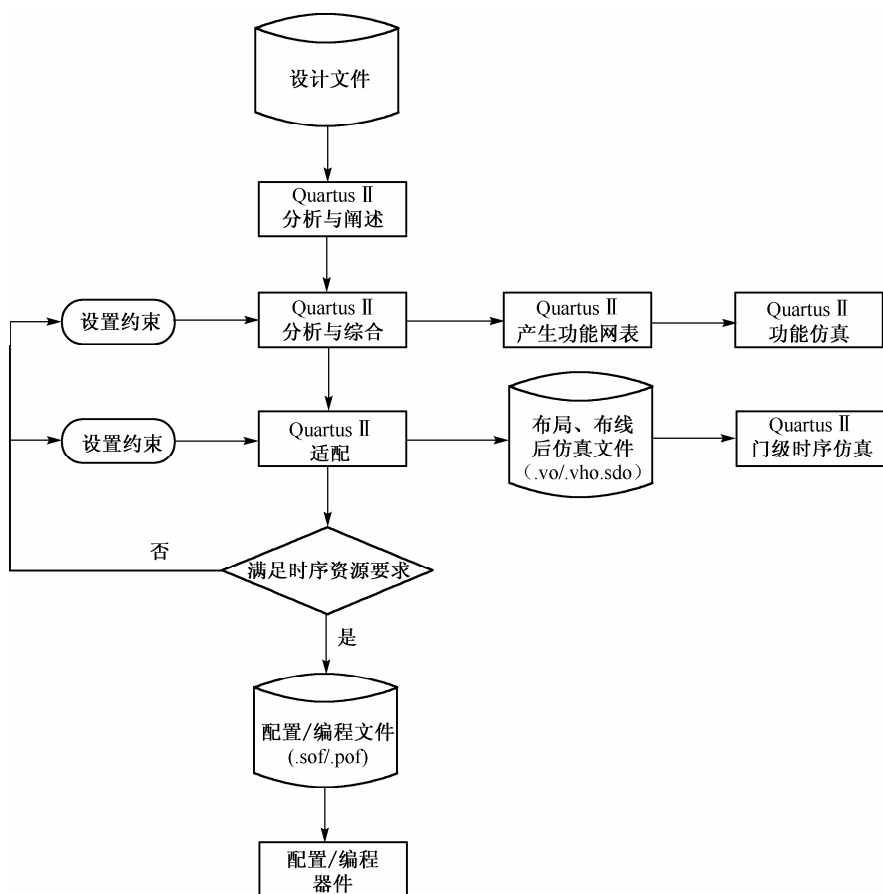 设计文件
Quartus Ⅱ
分析与阐述
设置约束
Quartus Ⅱ
分析与综合
Quartus Ⅱ
产生功能网表
Quartus Ⅱ
功能仿真
设置约束
Quartus Ⅱ
适配
布局、布线
后仿真文件
（.vo/.vho.sdo）
Quartus Ⅱ
门级时序仿真
否
满足时序资源要求
是
配置/编程文件
(.sof/.pof)
配置/编程
器件